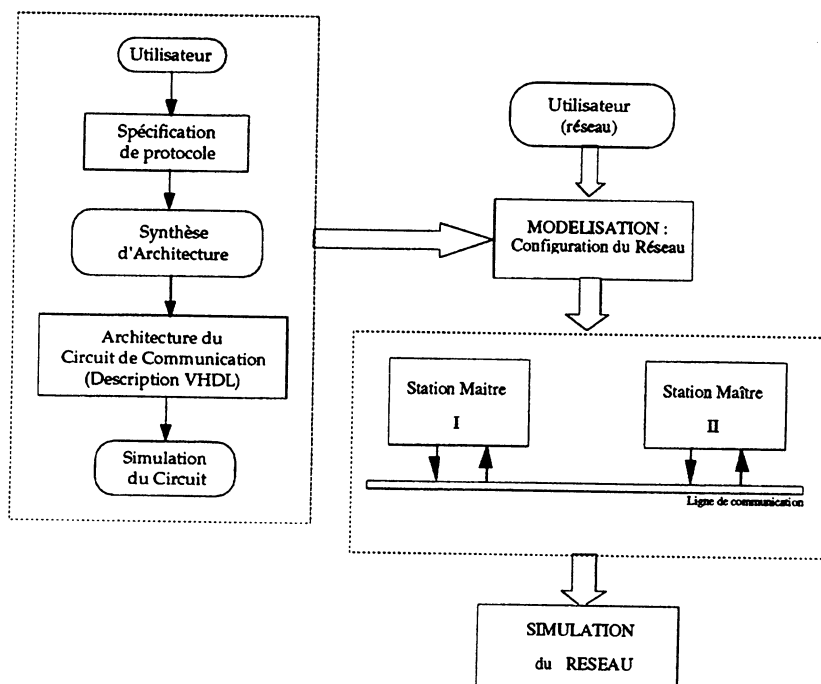 Utilisateur
Spécification
de protocole
Synthèse
d'Architecture
Architecture du
Circuit de Communication
(Description VHDL)
Simulation
du Circuit
Utilisateur
(réseau)
MODELISATION :
Configuration du Réseau
Station Maitre
I
Station Maître
II
Ligne de communication
SIMULATION
du RESEAU